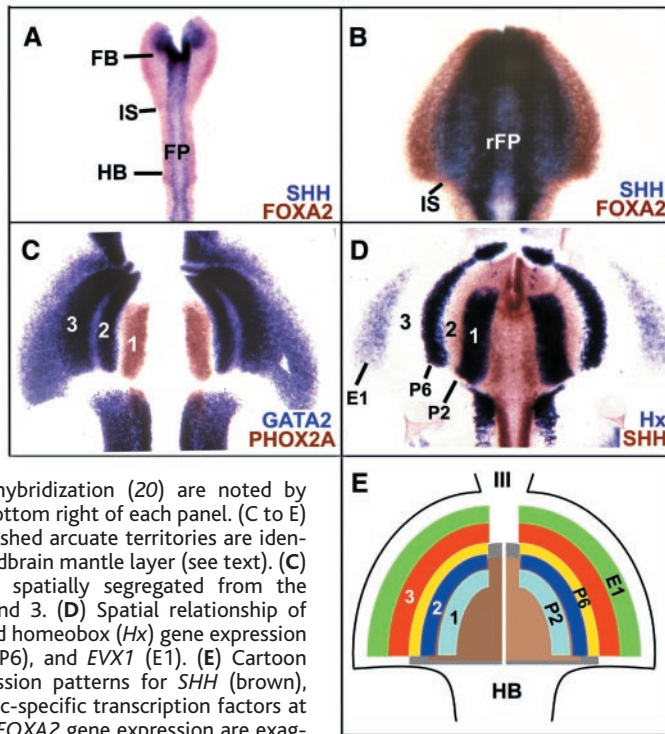 A
FB
IS
FP
HB
SHH
FOXA2
B
rFP
IS
SHH
FOXA2
C
3
2
1
GATA2
PHOX2A
D
3
2
1
E1
P6
P2
Hx
SHH
hybridization (20) are noted by
ottom right of each panel. (C to E)
shed arcuate territories are iden-
dbrain mantle layer (see text). (C)
spatially segregated from the
nd 3. (D) Spatial relationship of
d homeobox (Hx) gene expression
P6), and EVX1 (E1). (E) Cartoon
ssion patterns for SHH (brown),
ic-specific transcription factors at
FOXA2 gene expression are exag-
E
III
3
2
1
P2
P6
E1
HB